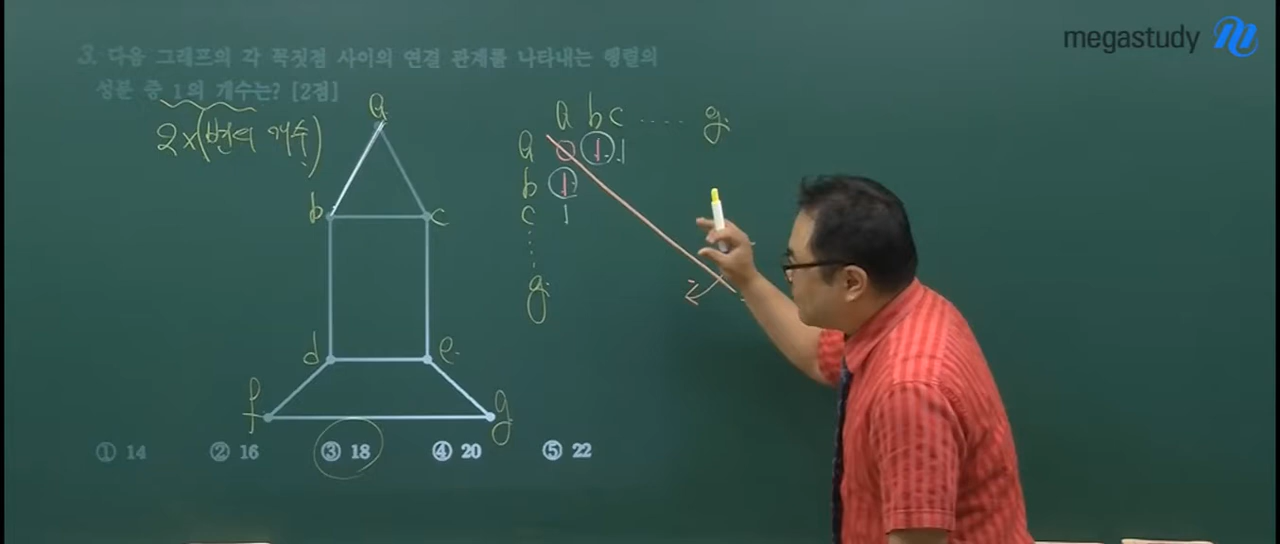 megastudy
3. 다음 그래프의 각 꼭짓점 사이의 연결 관계를 나타내는 행렬의
성분 중 1의 개수는? [2점]
2×(변의 개수)
a
b c
d e
f g
a b c ····· g
a 0 1 1
b 1
c 1
g
① 14 ② 16 ③ 18 ④ 20 ⑤ 22